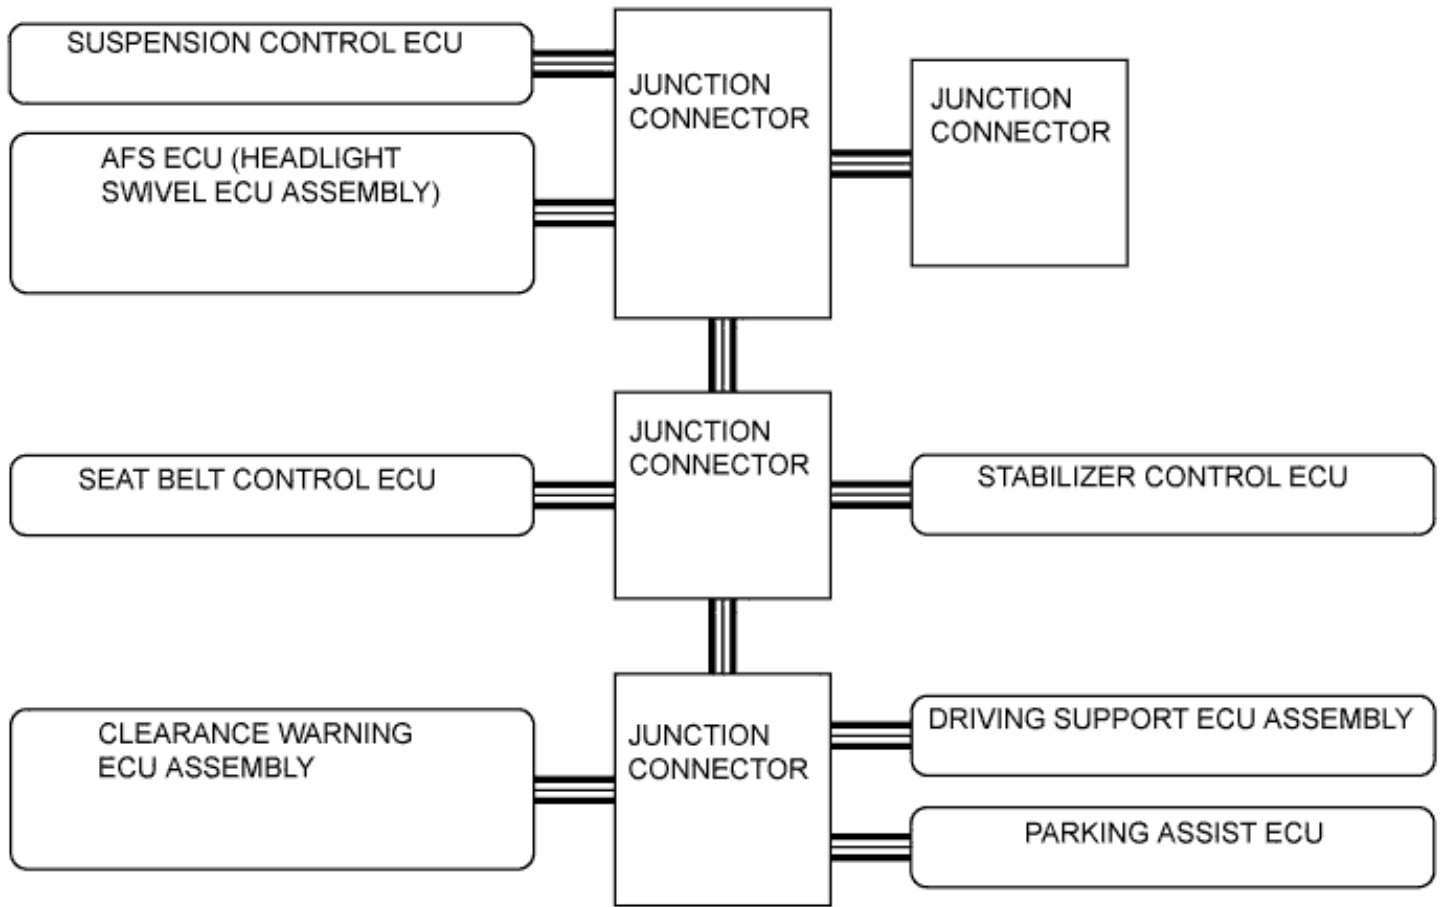 SUSPENSION CONTROL ECU
JUNCTION
CONNECTOR
JUNCTION
CONNECTOR
AFS ECU (HEADLIGHT
SWIVEL ECU ASSEMBLY)
JUNCTION
CONNECTOR
SEAT BELT CONTROL ECU
STABILIZER CONTROL ECU
CLEARANCE WARNING
ECU ASSEMBLY
JUNCTION
CONNECTOR
DRIVING SUPPORT ECU ASSEMBLY
PARKING ASSIST ECU